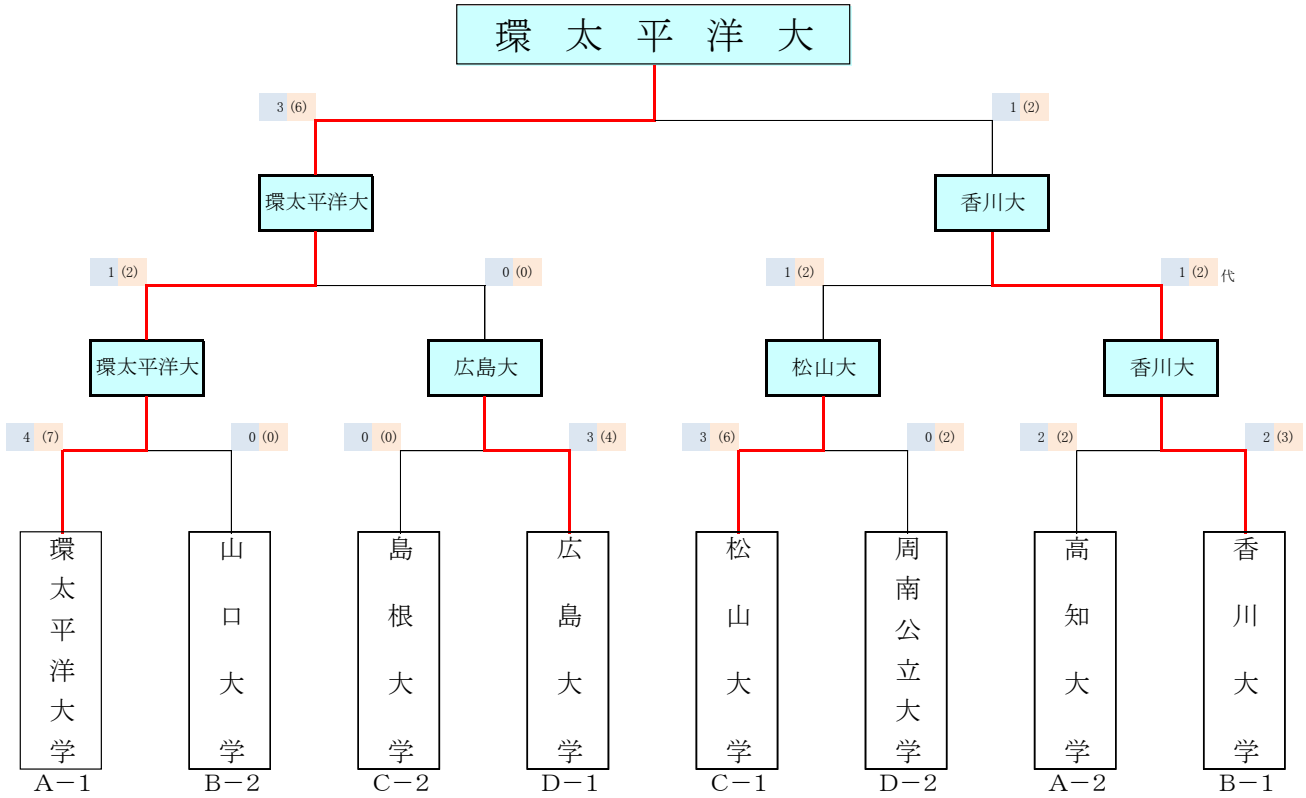 環太平洋大
3 (6)
1 (2)
環太平洋大
香川大
1 (2)
0 (0)
1 (2)
1 (2) 代
環太平洋大
広島大
松山大
香川大
4 (7)
0 (0)
0 (0)
3 (4)
3 (6)
0 (2)
2 (2)
2 (3)
環太平洋大学
山口大学
島根大学
広島大学
松山大学
周南公立大学
高知大学
香川大学
A－1
B－2
C－2
D－1
C－1
D－2
A－2
B－1